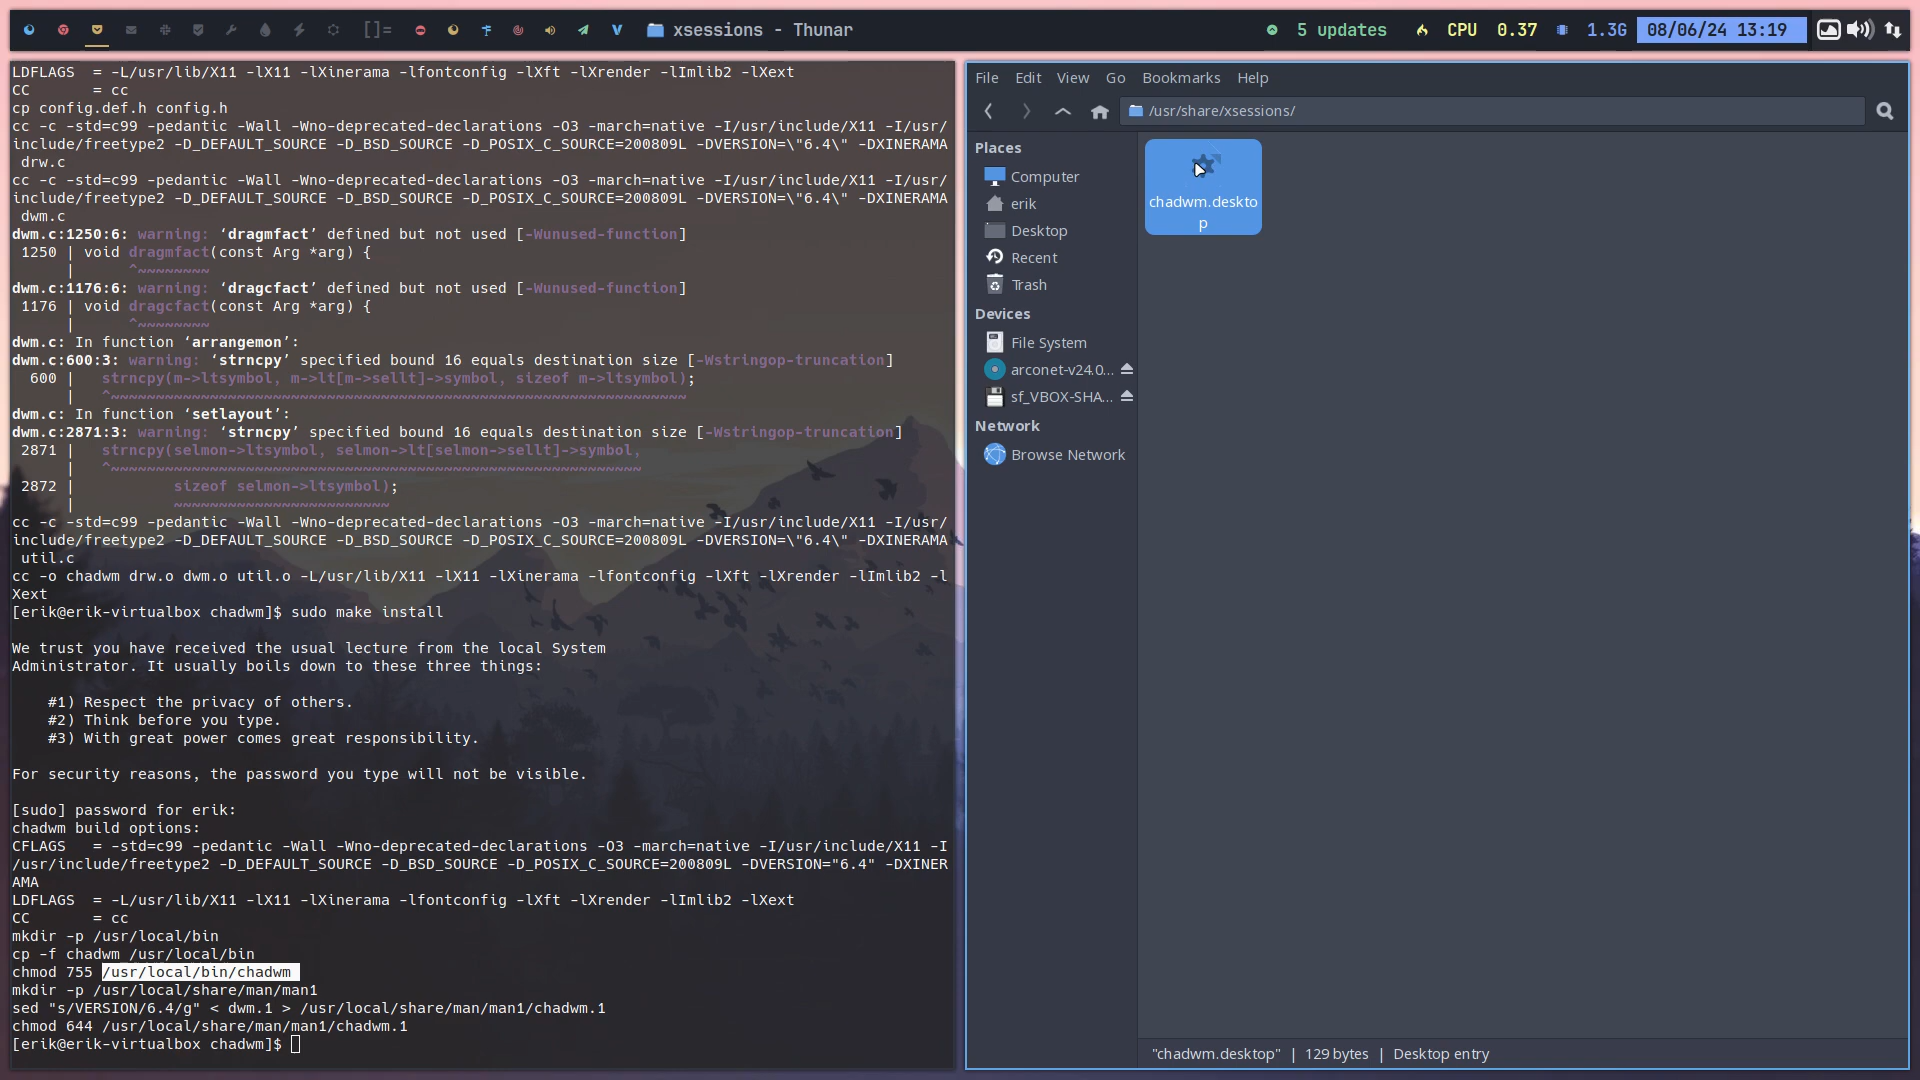 []= xsessions - Thunar 5 updates CPU 0.37 1.3G 08/06/24 13:19
LDFLAGS  = -L/usr/lib/X11 -lX11 -lXinerama -lfontconfig -lXft -lXrender -lImlib2 -lXext
CC       = cc
cp config.def.h config.h
cc -c -std=c99 -pedantic -Wall -Wno-deprecated-declarations -O3 -march=native -I/usr/include/X11 -I/usr/
include/freetype2 -D_DEFAULT_SOURCE -D_BSD_SOURCE -D_POSIX_C_SOURCE=200809L -DVERSION=\"6.4\" -DXINERAMA
 drw.c
cc -c -std=c99 -pedantic -Wall -Wno-deprecated-declarations -O3 -march=native -I/usr/include/X11 -I/usr/
include/freetype2 -D_DEFAULT_SOURCE -D_BSD_SOURCE -D_POSIX_C_SOURCE=200809L -DVERSION=\"6.4\" -DXINERAMA
 dwm.c
dwm.c:1250:6: warning: ‘dragmfact’ defined but not used [-Wunused-function]
 1250 | void dragmfact(const Arg *arg) {
      |      ^~~~~~~~~
dwm.c:1176:6: warning: ‘dragcfact’ defined but not used [-Wunused-function]
 1176 | void dragcfact(const Arg *arg) {
      |      ^~~~~~~~~
dwm.c: In function ‘arrangemon’:
dwm.c:600:3: warning: ‘strncpy’ specified bound 16 equals destination size [-Wstringop-truncation]
  600 |   strncpy(m->ltsymbol, m->lt[m->sellt]->symbol, sizeof m->ltsymbol);
      |   ^~~~~~~~~~~~~~~~~~~~~~~~~~~~~~~~~~~~~~~~~~~~~~~~~~~~~~~~~~~~~~~~~
dwm.c: In function ‘setlayout’:
dwm.c:2871:3: warning: ‘strncpy’ specified bound 16 equals destination size [-Wstringop-truncation]
 2871 |   strncpy(selmon->ltsymbol, selmon->lt[selmon->sellt]->symbol,
      |   ^~~~~~~~~~~~~~~~~~~~~~~~~~~~~~~~~~~~~~~~~~~~~~~~~~~~~~~~~~~~
 2872 |           sizeof selmon->ltsymbol);
      |           ~~~~~~~~~~~~~~~~~~~~~~~~
cc -c -std=c99 -pedantic -Wall -Wno-deprecated-declarations -O3 -march=native -I/usr/include/X11 -I/usr/
include/freetype2 -D_DEFAULT_SOURCE -D_BSD_SOURCE -D_POSIX_C_SOURCE=200809L -DVERSION=\"6.4\" -DXINERAMA
 util.c
cc -o chadwm drw.o dwm.o util.o -L/usr/lib/X11 -lX11 -lXinerama -lfontconfig -lXft -lXrender -lImlib2 -l
Xext
[erik@erik-virtualbox chadwm]$ sudo make install
We trust you have received the usual lecture from the local System
Administrator. It usually boils down to these three things:
    #1) Respect the privacy of others.
    #2) Think before you type.
    #3) With great power comes great responsibility.
For security reasons, the password you type will not be visible.
[sudo] password for erik:
chadwm build options:
CFLAGS   = -std=c99 -pedantic -Wall -Wno-deprecated-declarations -O3 -march=native -I/usr/include/X11 -I
/usr/include/freetype2 -D_DEFAULT_SOURCE -D_BSD_SOURCE -D_POSIX_C_SOURCE=200809L -DVERSION="6.4" -DXINER
AMA
LDFLAGS  = -L/usr/lib/X11 -lX11 -lXinerama -lfontconfig -lXft -lXrender -lImlib2 -lXext
CC       = cc
mkdir -p /usr/local/bin
cp -f chadwm /usr/local/bin
chmod 755 /usr/local/bin/chadwm
mkdir -p /usr/local/share/man/man1
sed "s/VERSION/6.4/g" < dwm.1 > /usr/local/share/man/man1/chadwm.1
chmod 644 /usr/local/share/man/man1/chadwm.1
[erik@erik-virtualbox chadwm]$
File Edit View Go Bookmarks Help
/usr/share/xsessions/
Places
Computer
erik
Desktop
Recent
Trash
Devices
File System
arconet-v24.0...
sf_VBOX-SHA...
Network
Browse Network
chadwm.deskto
p
"chadwm.desktop" | 129 bytes | Desktop entry